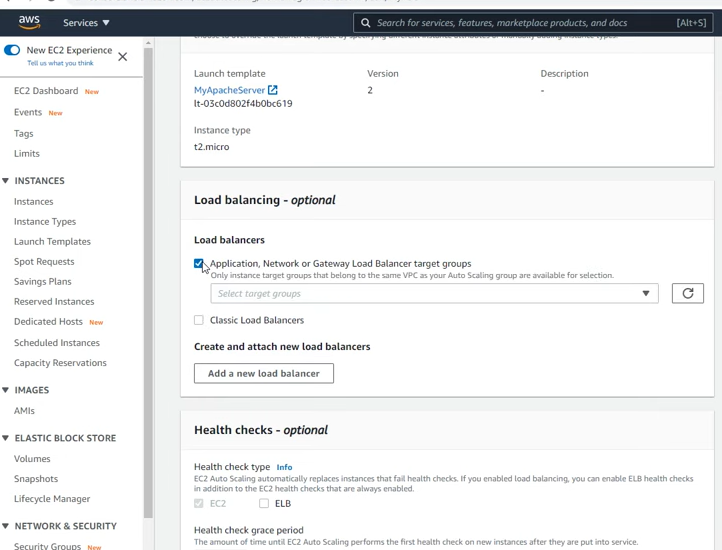 aws
Services
Search for services, features, marketplace products, and docs
[Alt+S]
New EC2 Experience
Tell us what you think
EC2 Dashboard New
Events New
Tags
Limits
INSTANCES
Instances
Instance Types
Launch Templates
Spot Requests
Savings Plans
Reserved Instances
Dedicated Hosts New
Scheduled Instances
Capacity Reservations
IMAGES
AMIs
ELASTIC BLOCK STORE
Volumes
Snapshots
Lifecycle Manager
NETWORK & SECURITY
Security Groups New
Launch template
MyApacheServer
lt-03c0d802f4b0bc619
Version
2
Description
-
Instance type
t2.micro
Load balancing - optional
Load balancers
Application, Network or Gateway Load Balancer target groups
Only instance target groups that belong to the same VPC as your Auto Scaling group are available for selection.
Select target groups
Classic Load Balancers
Create and attach new load balancers
Add a new load balancer
Health checks - optional
Health check type Info
EC2 Auto Scaling automatically replaces instances that fail health checks. If you enabled load balancing, you can enable ELB health checks
in addition to the EC2 health checks that are always enabled.
EC2
ELB
Health check grace period
The amount of time until EC2 Auto Scaling performs the first health check on new instances after they are put into service.